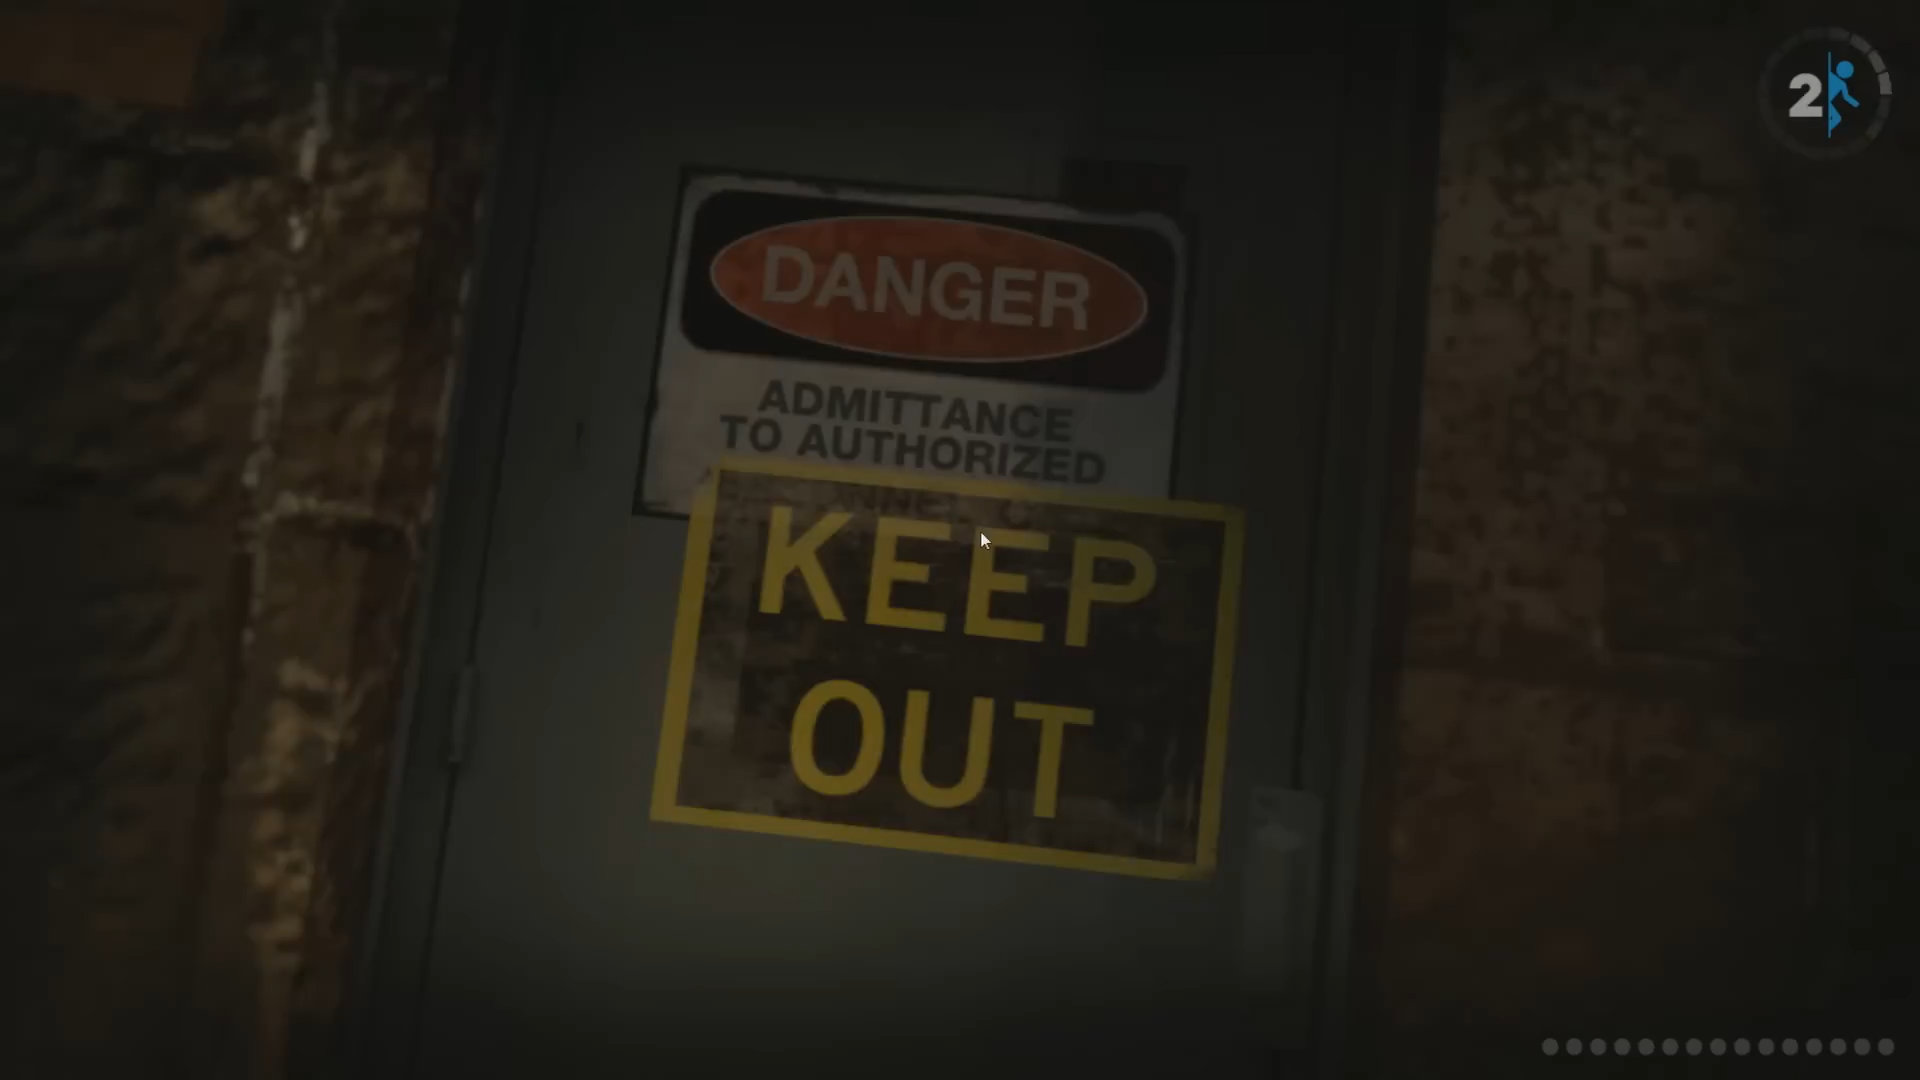 2
DANGER
ADMITTANCE
TO AUTHORIZED
KEEP
OUT